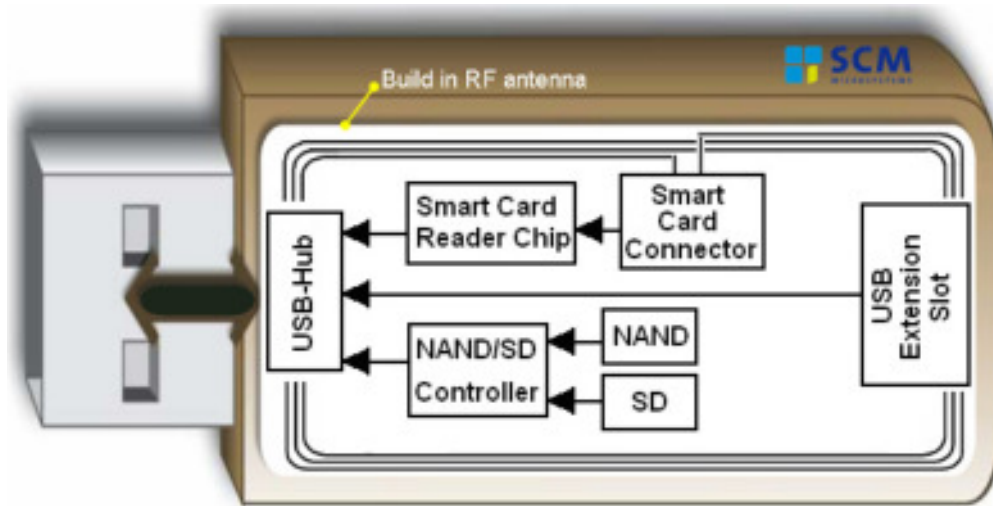 SCM
MICROSYSTEMS
Build in RF antenna
Smart Card
Reader Chip
Smart
Card
Connector
USB-Hub
USB
Extension
Slot
NAND/SD
Controller
NAND
SD